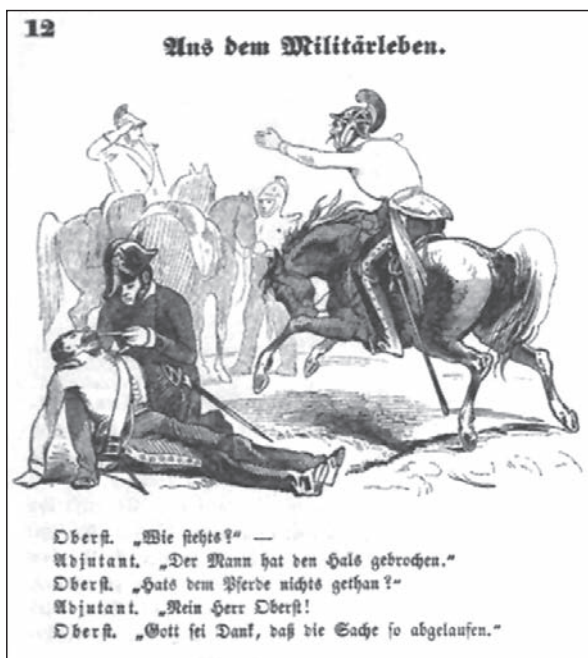 12
Aus dem Militärleben.
Oberst. „Wie stehts?“ —
Adjutant. „Der Mann hat den Hals gebrochen.“
Oberst. „Hats dem Pferde nichts gethan?“
Adjutant. „Nein Herr Oberst!
Oberst. „Gott sei Dank, daß die Sache so abgelaufen.“